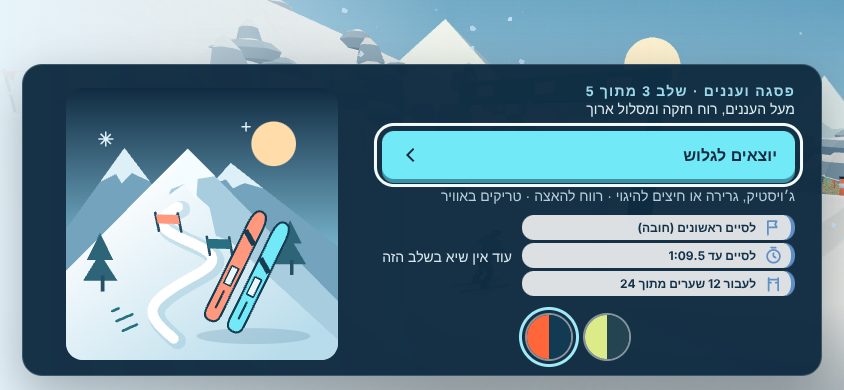 פסגה ועננים · שלב 3 מתוך 5
מעל העננים, רוח חזקה ומסלול ארוך
יוצאים לגלוש
ג׳ויסטיק, גרירה או חיצים להיגוי · רווח להאצה · טריקים באוויר
לסיים ראשונים (חובה)
לסיים עד 1:09.5
עוד אין שיא בשלב הזה
לעבור 12 שערים מתוך 24